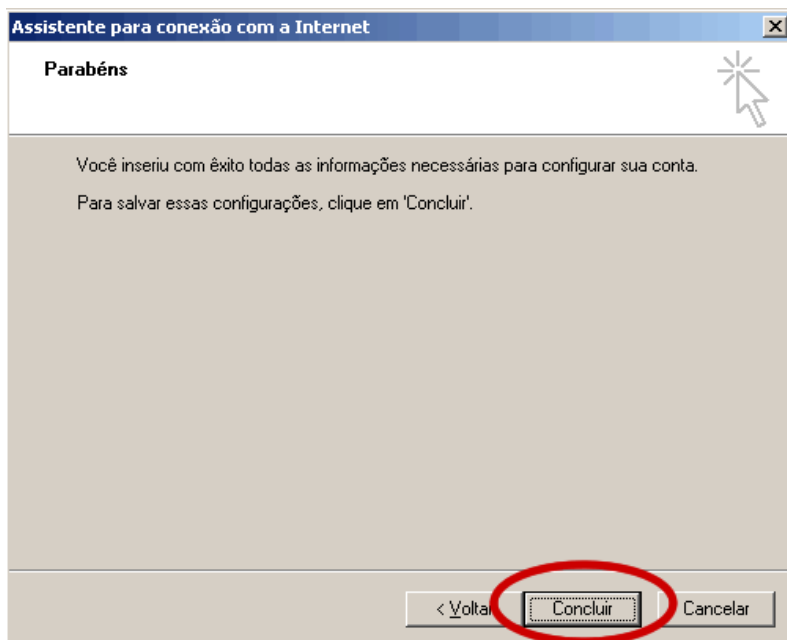 Assistente para conexão com a Internet
Parabéns
Você inseriu com êxito todas as informações necessárias para configurar sua conta.
Para salvar essas configurações, clique em 'Concluir'.
< Voltar Concluir Cancelar